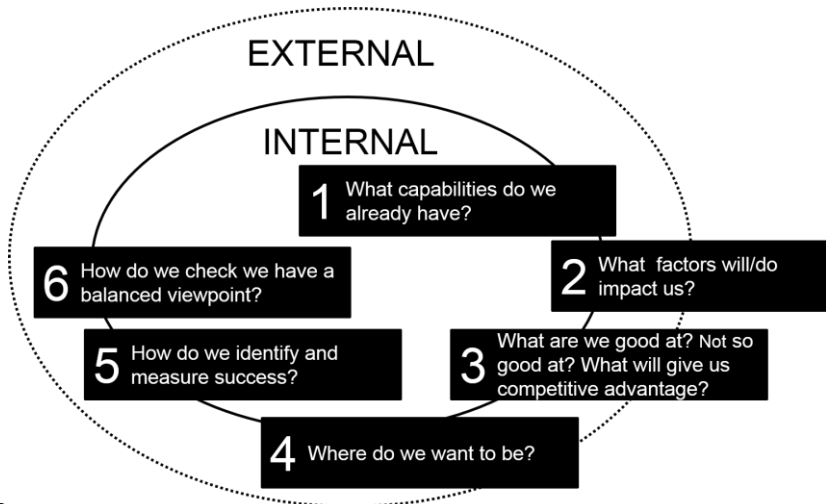 EXTERNAL
INTERNAL
1 What capabilities do we
already have?
2 What factors will/do
impact us?
3 What are we good at? Not so
good at? What will give us
competitive advantage?
4 Where do we want to be?
5 How do we identify and
measure success?
6 How do we check we have a
balanced viewpoint?